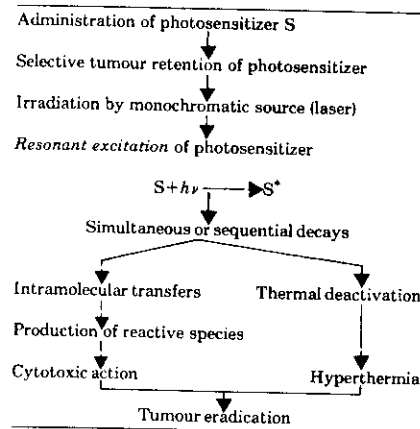 Administration of photosensitizer S
Selective tumour retention of photosensitizer
Irradiation by monochromatic source (laser)
Resonant excitation of photosensitizer
S+hν S*
Simultaneous or sequential decays
Intramolecular transfers Thermal deactivation
Production of reactive species
Cytotoxic action Hyperthermia
Tumour eradication